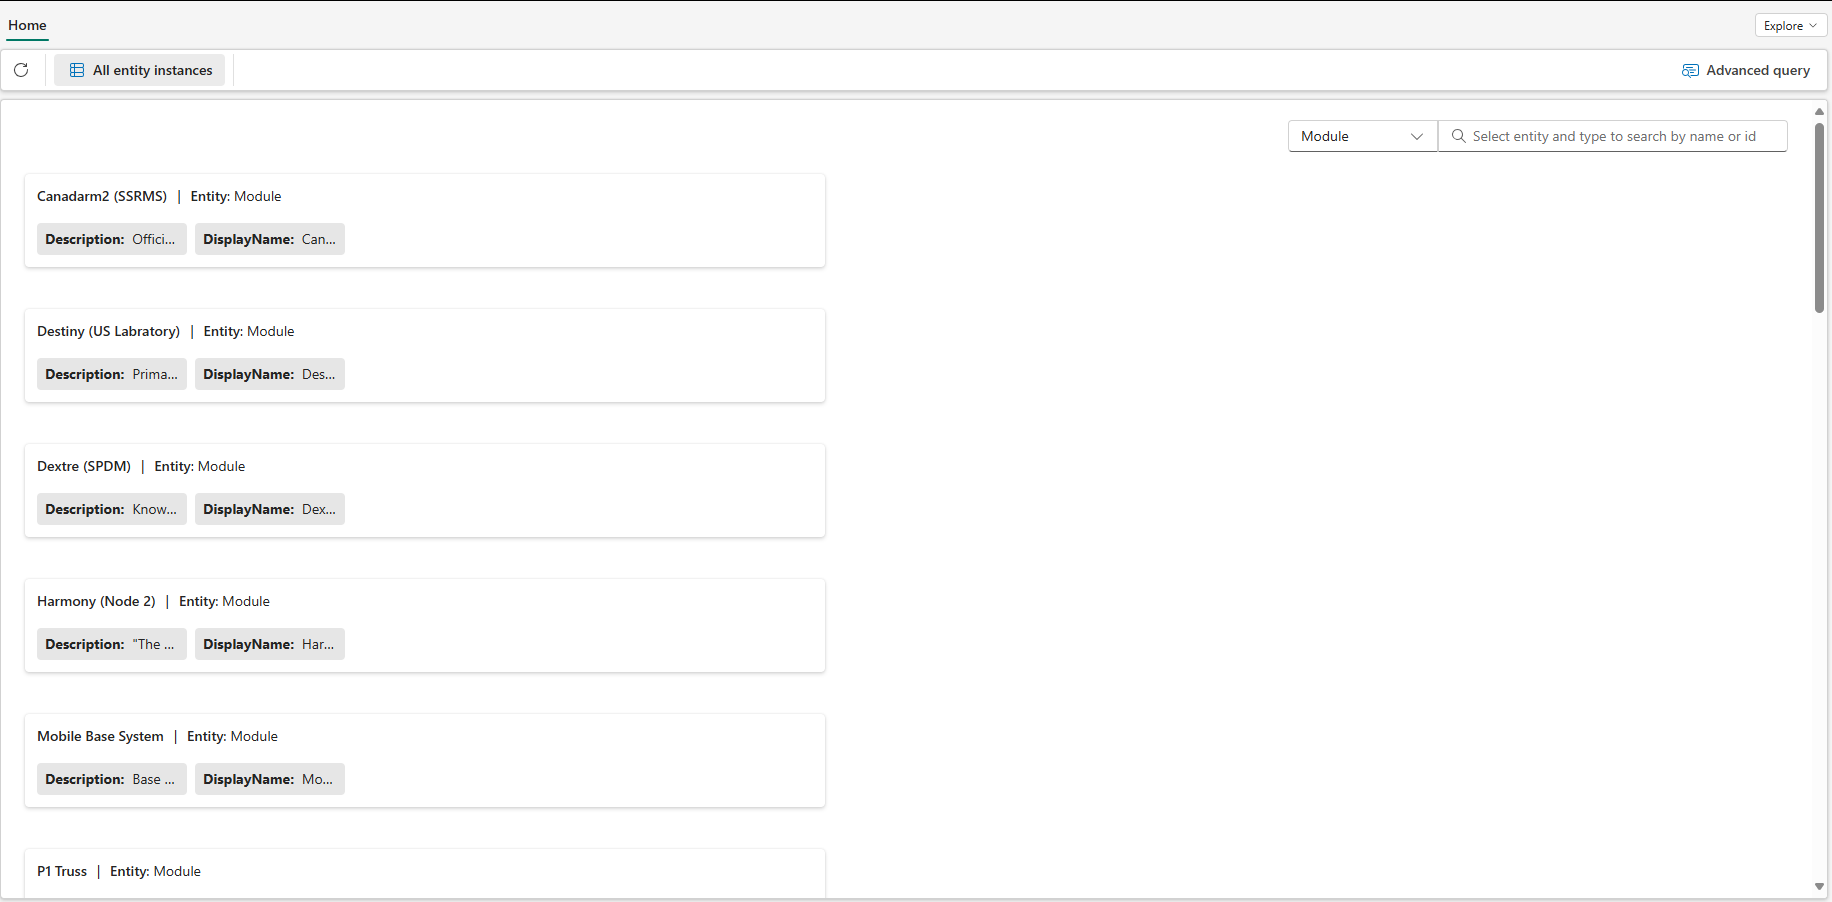 Home
Explore
All entity instances
Advanced query
Module
Select entity and type to search by name or id
Canadarm2 (SSRMS) | Entity: Module
Description: Offici... DisplayName: Can...
Destiny (US Labratory) | Entity: Module
Description: Prima... DisplayName: Des...
Dextre (SPDM) | Entity: Module
Description: Know... DisplayName: Dex...
Harmony (Node 2) | Entity: Module
Description: "The ... DisplayName: Har...
Mobile Base System | Entity: Module
Description: Base ... DisplayName: Mo...
P1 Truss | Entity: Module